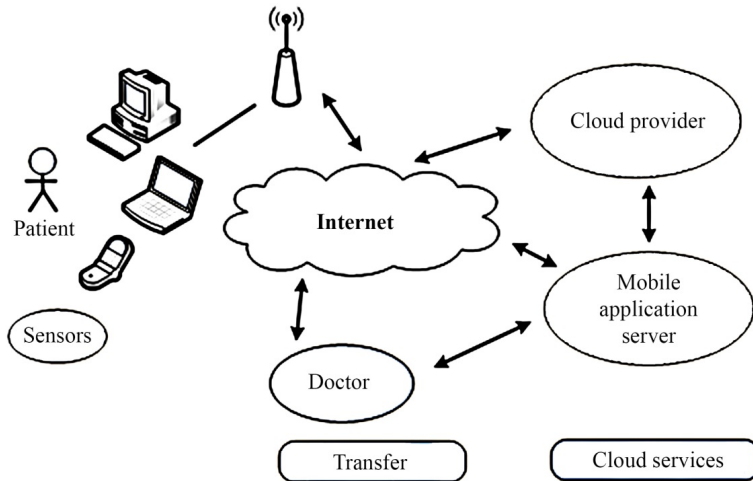 Cloud provider
Internet
Patient
Mobile
application
server
Sensors
Doctor
Transfer
Cloud services